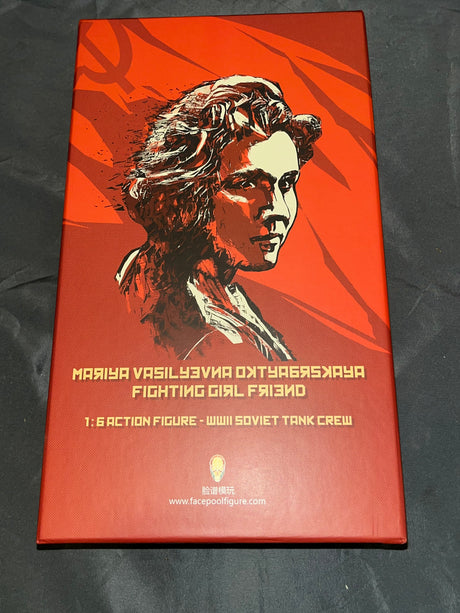 MARIYA VASILYEVNA OKTYABRSKAYA
FIGHTING GIRL FRIEND
1:6 ACTION FIGURE - WWII SOVIET TANK CREW
脸谱模玩
www.facepoolfigure.com